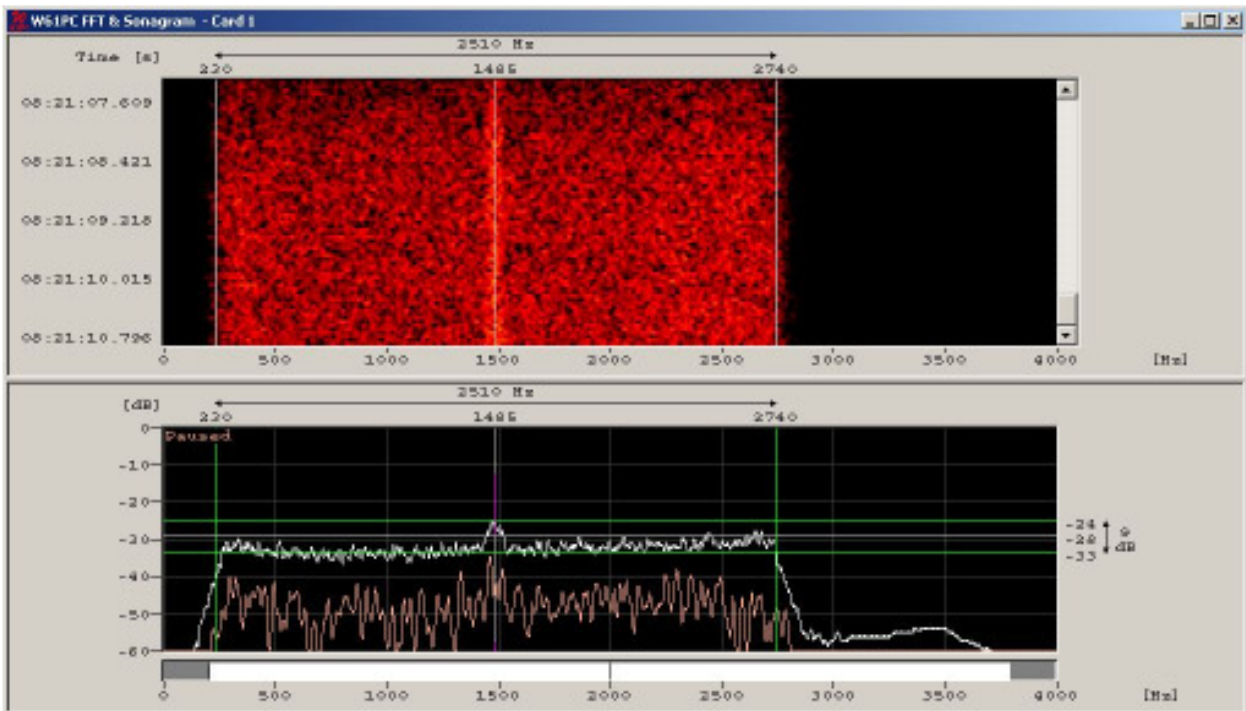 W61PC FFT & Sonagram - Card 1
2510 Hz
Time [s]
220 1485 2740
08:21:07.609
08:21:08.421
08:21:09.218
08:21:10.015
08:21:10.796
0 500 1000 1500 2000 2500 3000 3500 4000 [Hz]
2510 Hz
[dB]
220 1485 2740
Paused
0
-10
-20
-30
-40
-50
-60
-24
-28
-33
9
dB
0 500 1000 1500 2000 2500 3000 3500 4000 [Hz]